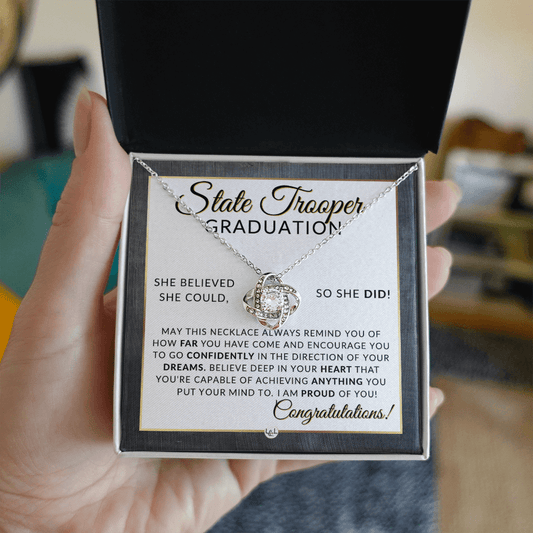 State Trooper
GRADUATION
SHE BELIEVED
SHE COULD,
SO SHE DID!
MAY THIS NECKLACE ALWAYS REMIND YOU OF
HOW FAR YOU HAVE COME AND ENCOURAGE YOU
TO GO CONFIDENTLY IN THE DIRECTION OF YOUR
DREAMS. BELIEVE DEEP IN YOUR HEART THAT
YOU'RE CAPABLE OF ACHIEVING ANYTHING YOU
PUT YOUR MIND TO. I AM PROUD OF YOU!
Congratulations!